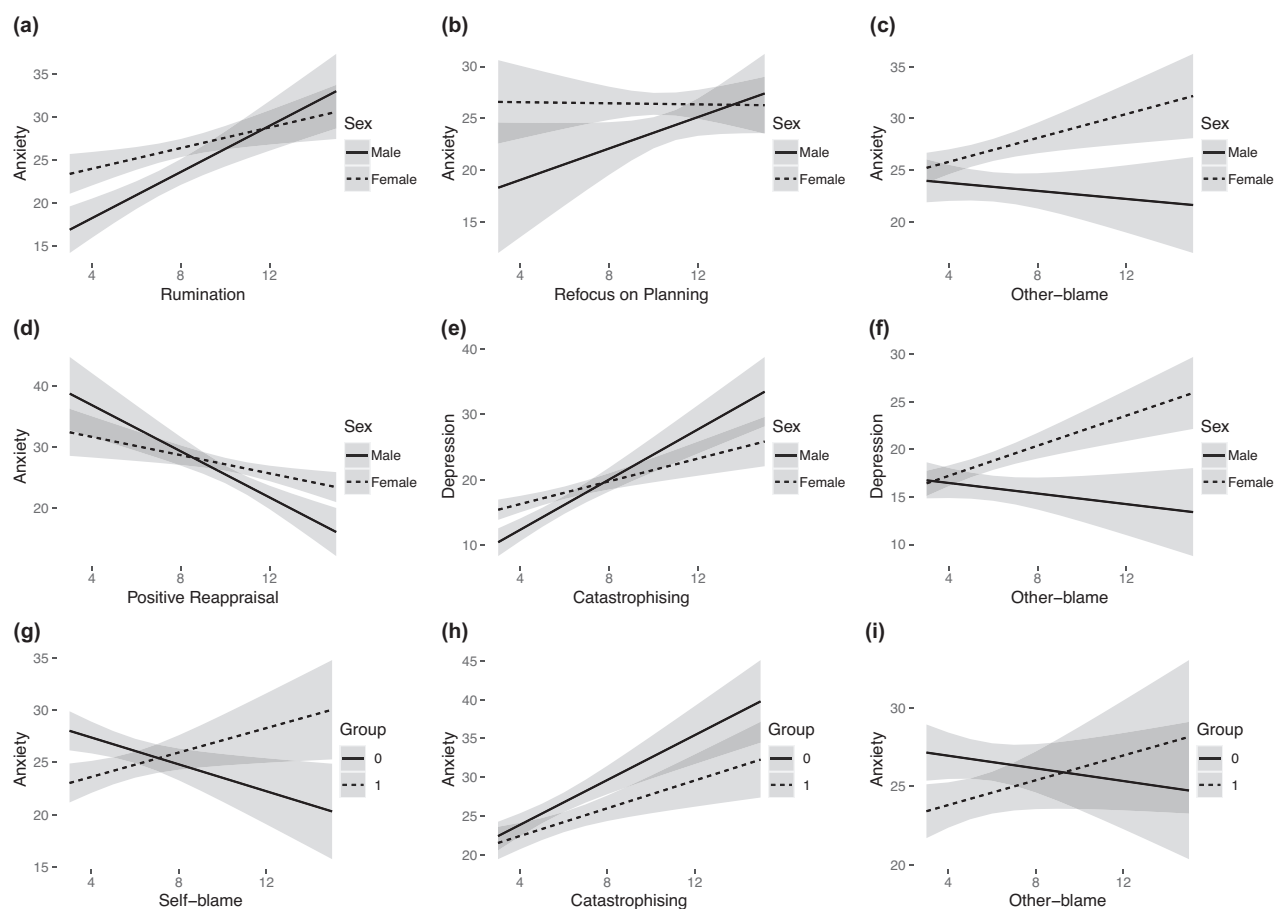 (a)
35
30
25
20
15
Anxiety
4 8 12
Rumination
Sex
Male
Female
(b)
30
25
20
15
Anxiety
4 8 12
Refocus on Planning
Sex
Male
Female
(c)
35
30
25
20
Anxiety
4 8 12
Other−blame
Sex
Male
Female
(d)
40
30
20
Anxiety
4 8 12
Positive Reappraisal
Sex
Male
Female
(e)
40
30
20
10
Depression
4 8 12
Catastrophising
Sex
Male
Female
(f)
30
25
20
15
10
Depression
4 8 12
Other−blame
Sex
Male
Female
(g)
35
30
25
20
15
Anxiety
4 8 12
Self−blame
Group
0
1
(h)
45
40
35
30
25
20
Anxiety
4 8 12
Catastrophising
Group
0
1
(i)
30
25
20
Anxiety
4 8 12
Other−blame
Group
0
1